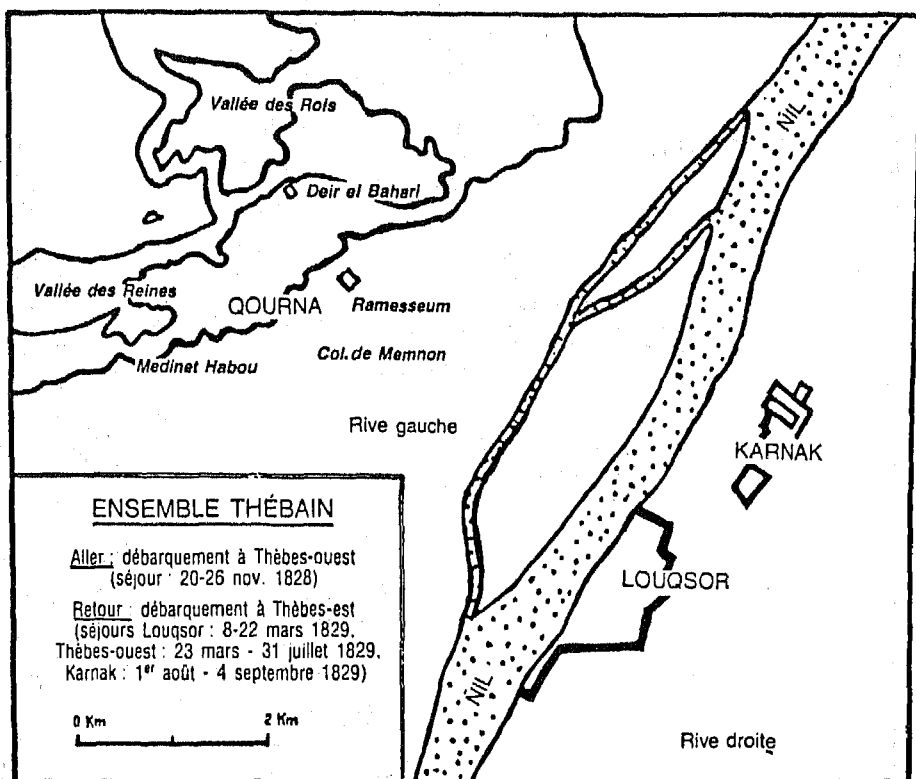 Vallée des Rois
NIL
Deir el Bahari
Vallée des Reines
QOURNA
Ramesseum
Medinet Habou
Col. de Memnon
Rive gauche
KARNAK
LOUQSOR
ENSEMBLE THÉBAIN
Aller : débarquement à Thèbes-ouest
(séjour : 20-26 nov. 1828)
Retour : débarquement à Thèbes-est
(séjours Louqsor : 8-22 mars 1829,
Thèbes-ouest : 23 mars - 31 juillet 1829,
Karnak : 1er août - 4 septembre 1829)
0 Km
2 Km
NIL
Rive droite